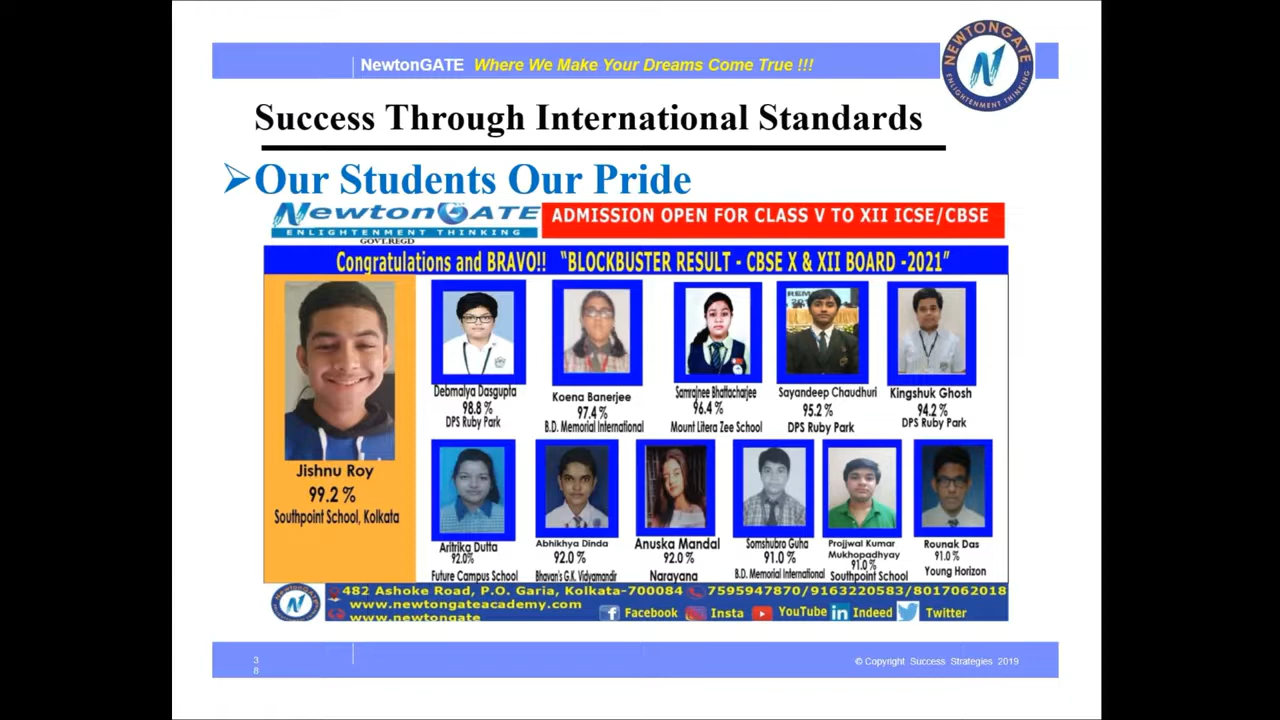 NewtonGATE Where We Make Your Dreams Come True !!!
NEWTONGATE
ENLIGHTENMENT THINKING
Success Through International Standards
Our Students Our Pride
NEWTONGATE
ENLIGHTENMENT THINKING
GOVT.REGD
ADMISSION OPEN FOR CLASS V TO XII ICSE/CBSE
Congratulations and BRAVO!! “BLOCKBUSTER RESULT - CBSE X & XII BOARD -2021”
Jishnu Roy
99.2 %
Southpoint School, Kolkata
Debmalya Dasgupta
98.8 %
DPS Ruby Park
Koena Banerjee
97.4 %
B.D. Memorial International
Samrajnee Bhattacharjee
96.4 %
Mount Litera Zee School
Sayandeep Chaudhuri
95.2 %
DPS Ruby Park
Kingshuk Ghosh
94.2 %
DPS Ruby Park
Aritrika Dutta
92.0%
Future Campus School
Abhikhya Dinda
92.0 %
Bhavan's G.K. Vidyamandir
Anuska Mandal
92.0 %
Narayana
Somshubro Guha
91.0 %
B.D. Memorial International
Projjwal Kumar
Mukhopadhyay
91.0 %
Southpoint School
Rounak Das
91.0 %
Young Horizon
482 Ashoke Road, P.O. Garia, Kolkata-700084 7595947870/9163220583/8017062018
www.newtongateacademy.com
www.newtongate
Facebook Insta YouTube Indeed Twitter
38
© Copyright Success Strategies 2019